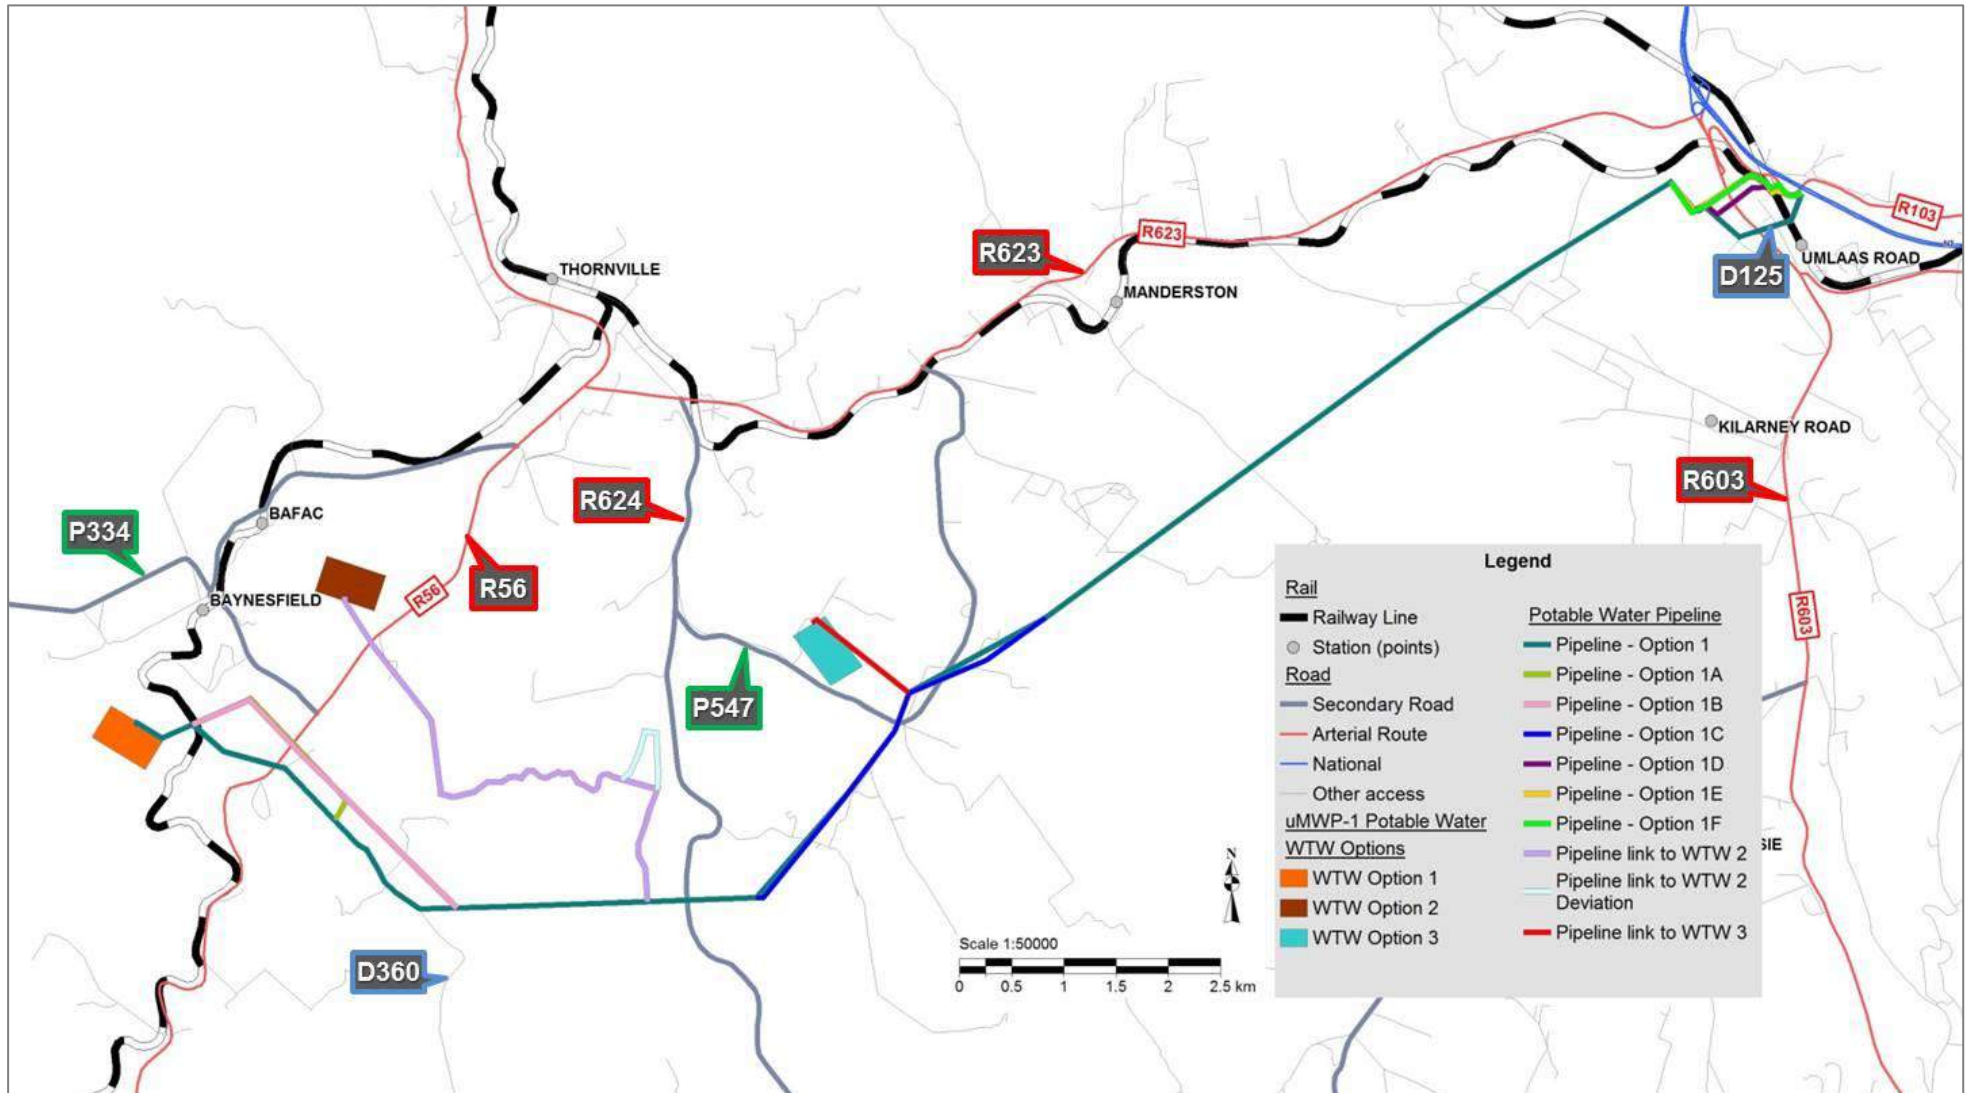 THORNVILLE
R623
R623
MANDERSTON
R103
UMLAAS ROAD
D125
KILARNEY ROAD
R603
R603
R624
BAFAC
P334
BAYNESFIELD
R56
R56
P547
D360
Scale 1:50000
0 0.5 1 1.5 2 2.5 km
N
Legend
Rail
Railway Line
Station (points)
Road
Secondary Road
Arterial Route
National
Other access
uMWP-1 Potable Water
WTW Options
WTW Option 1
WTW Option 2
WTW Option 3
Potable Water Pipeline
Pipeline - Option 1
Pipeline - Option 1A
Pipeline - Option 1B
Pipeline - Option 1C
Pipeline - Option 1D
Pipeline - Option 1E
Pipeline - Option 1F
Pipeline link to WTW 2
Pipeline link to WTW 2
Deviation
Pipeline link to WTW 3
SIE